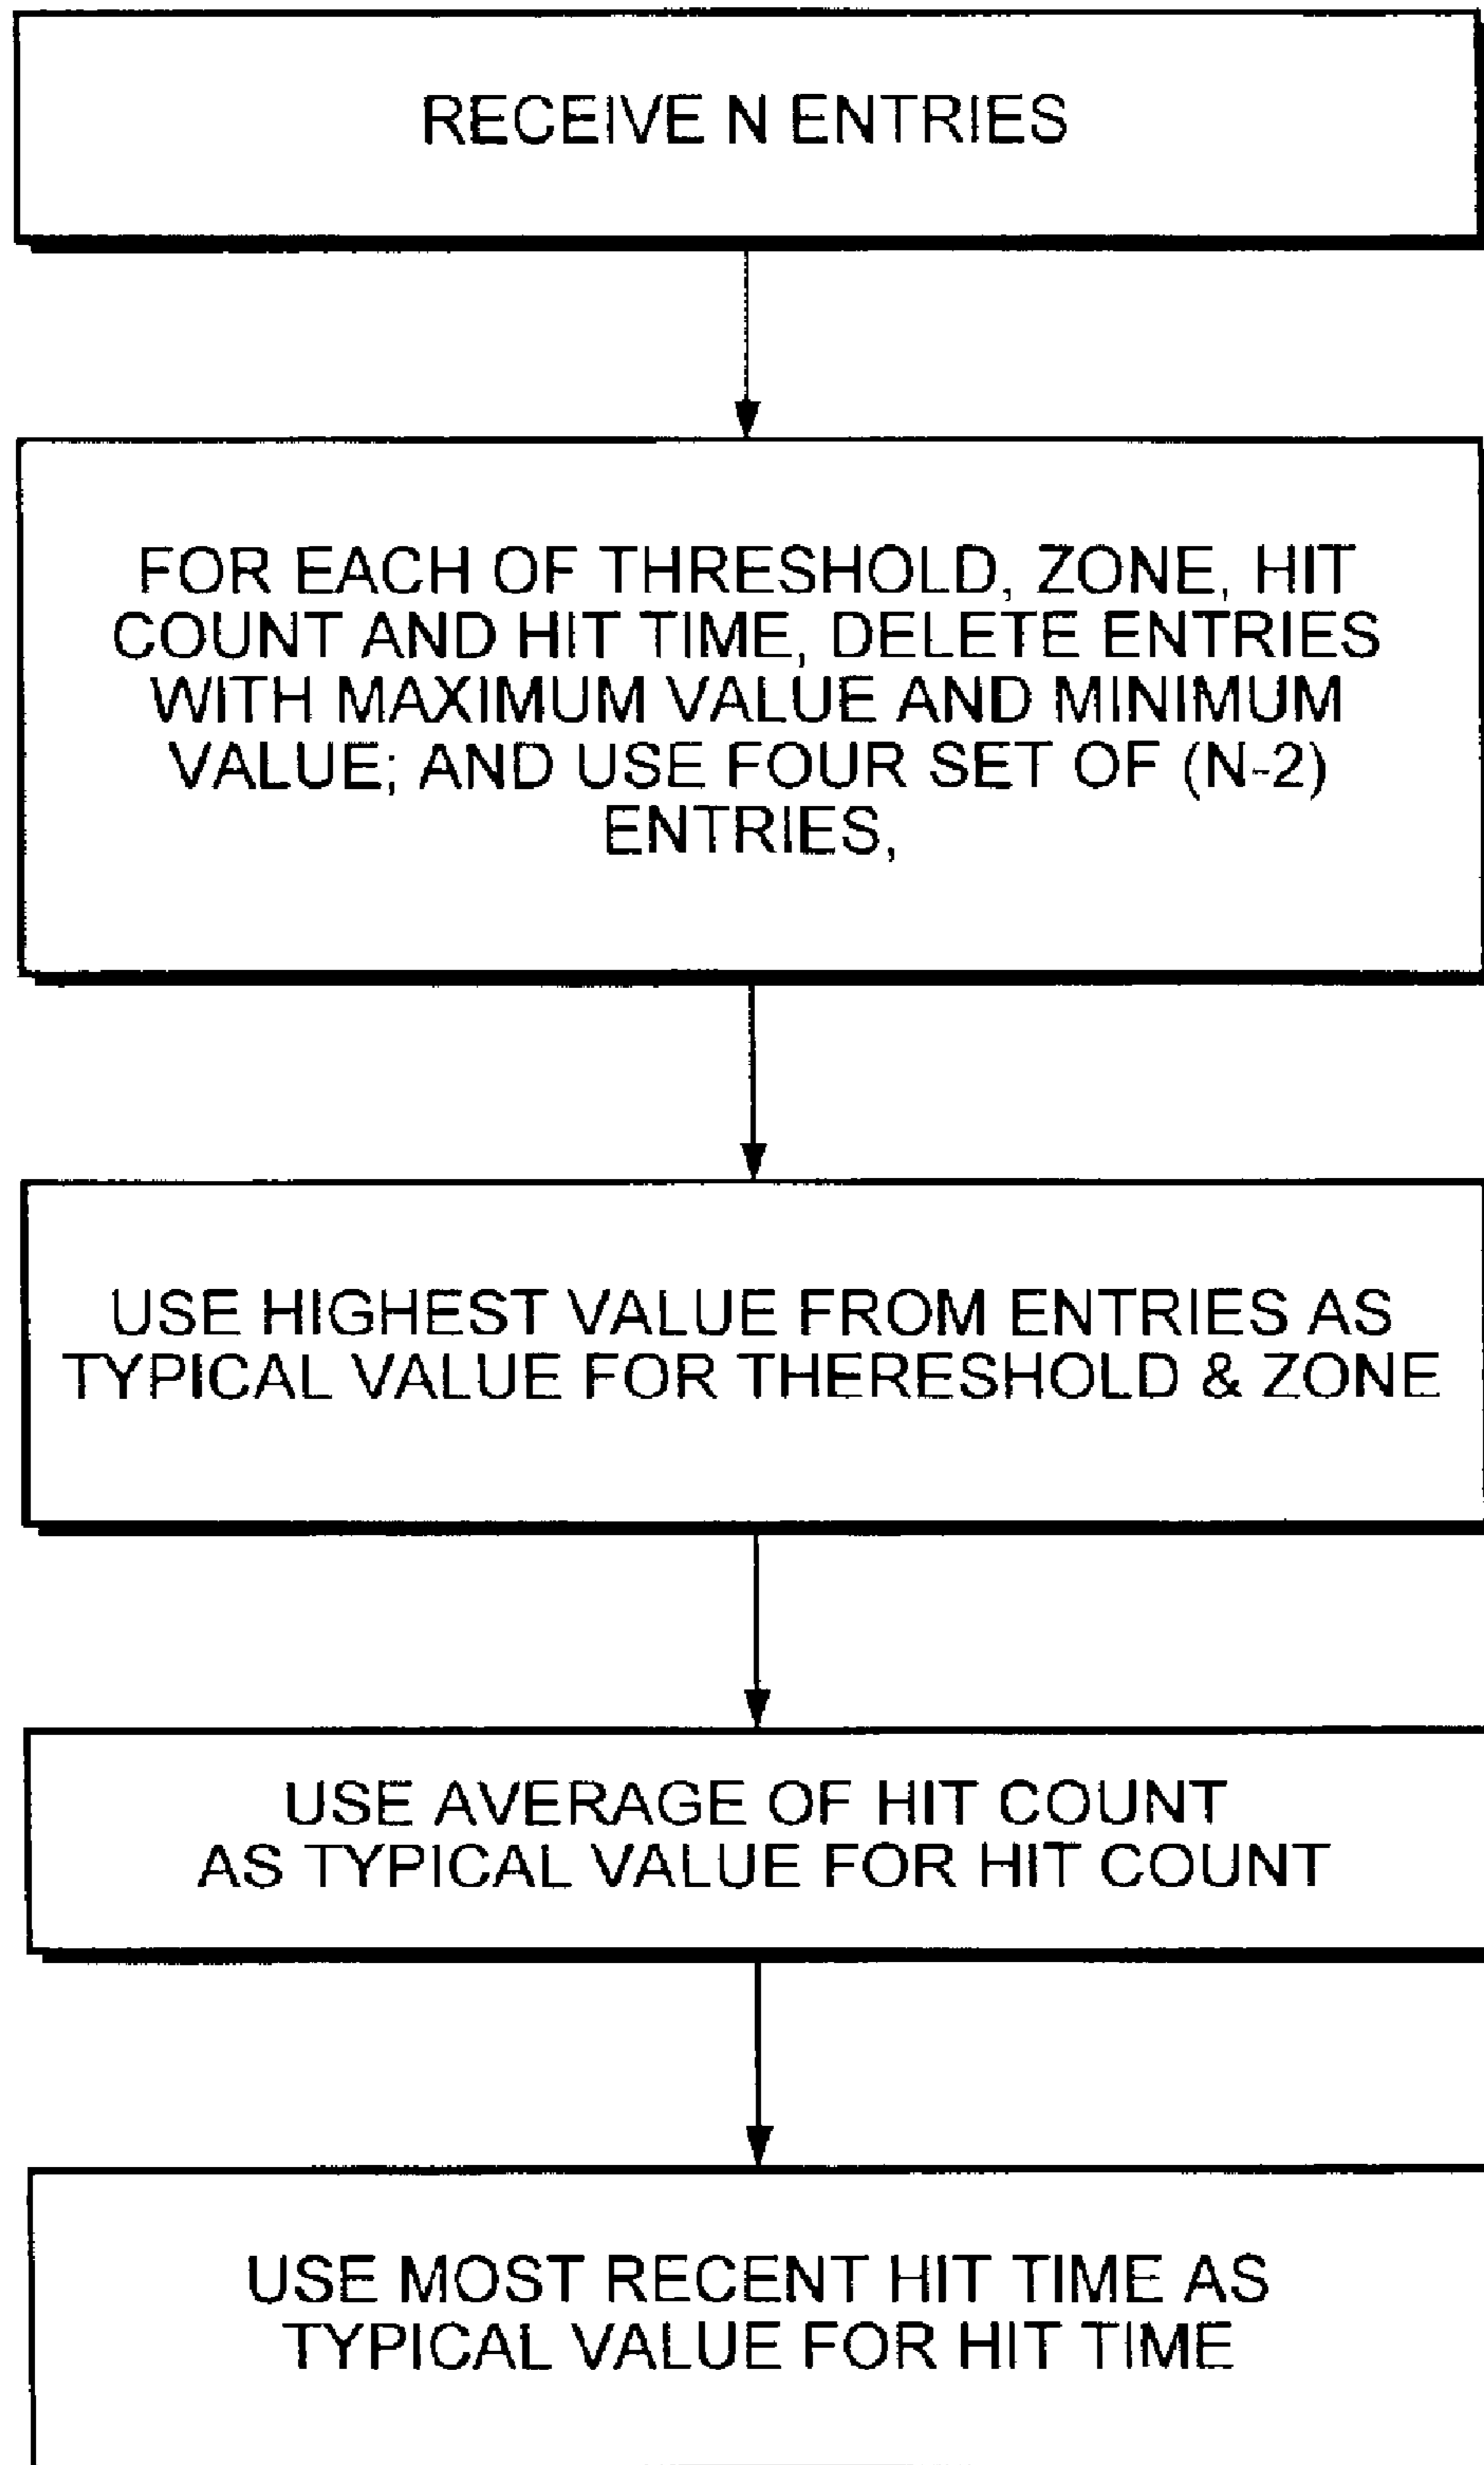 RECEIVE N ENTRIES
FOR EACH OF THRESHOLD, ZONE, HIT
COUNT AND HIT TIME, DELETE ENTRIES
WITH MAXIMUM VALUE AND MINIMUM
VALUE; AND USE FOUR SET OF (N-2)
ENTRIES,
USE HIGHEST VALUE FROM ENTRIES AS
TYPICAL VALUE FOR THERESHOLD & ZONE
USE AVERAGE OF HIT COUNT
AS TYPICAL VALUE FOR HIT COUNT
USE MOST RECENT HIT TIME AS
TYPICAL VALUE FOR HIT TIME